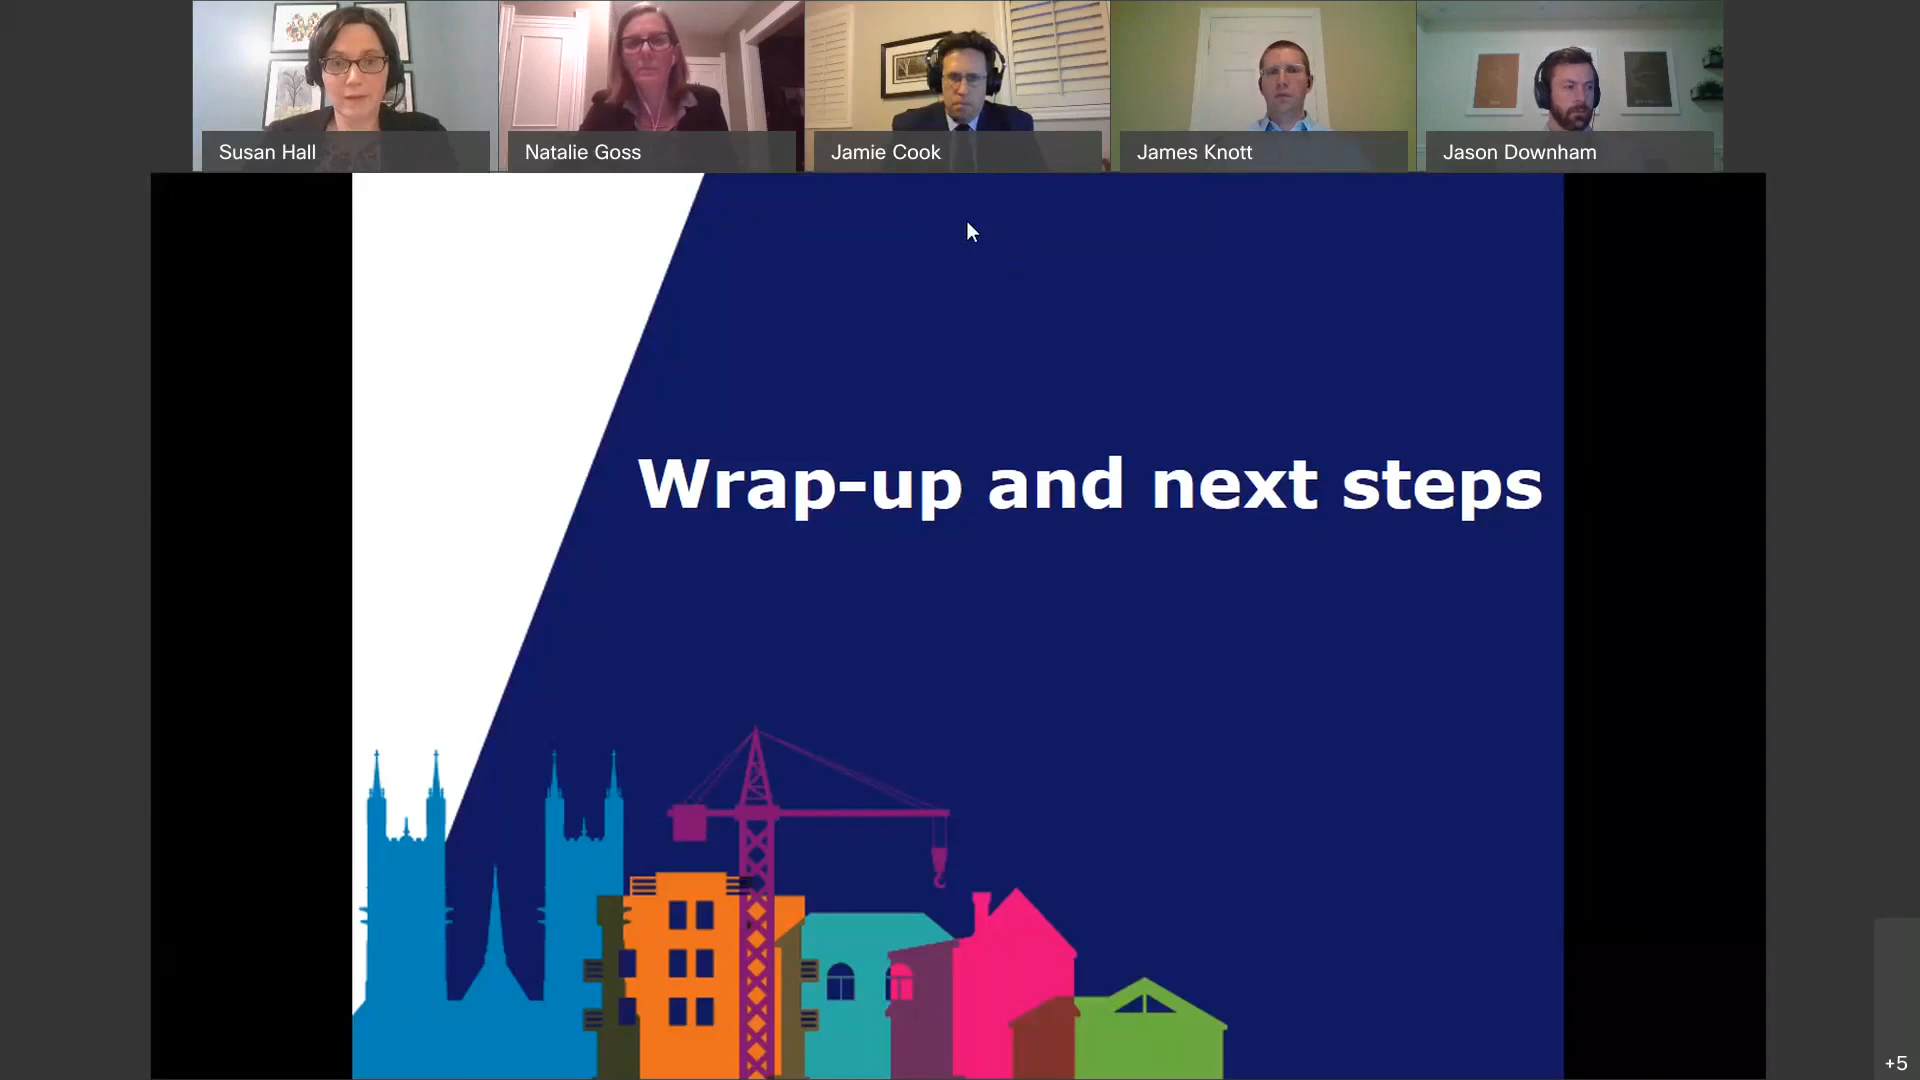 Susan Hall
Natalie Goss
Jamie Cook
James Knott
Jason Downham
Wrap-up and next steps
+5